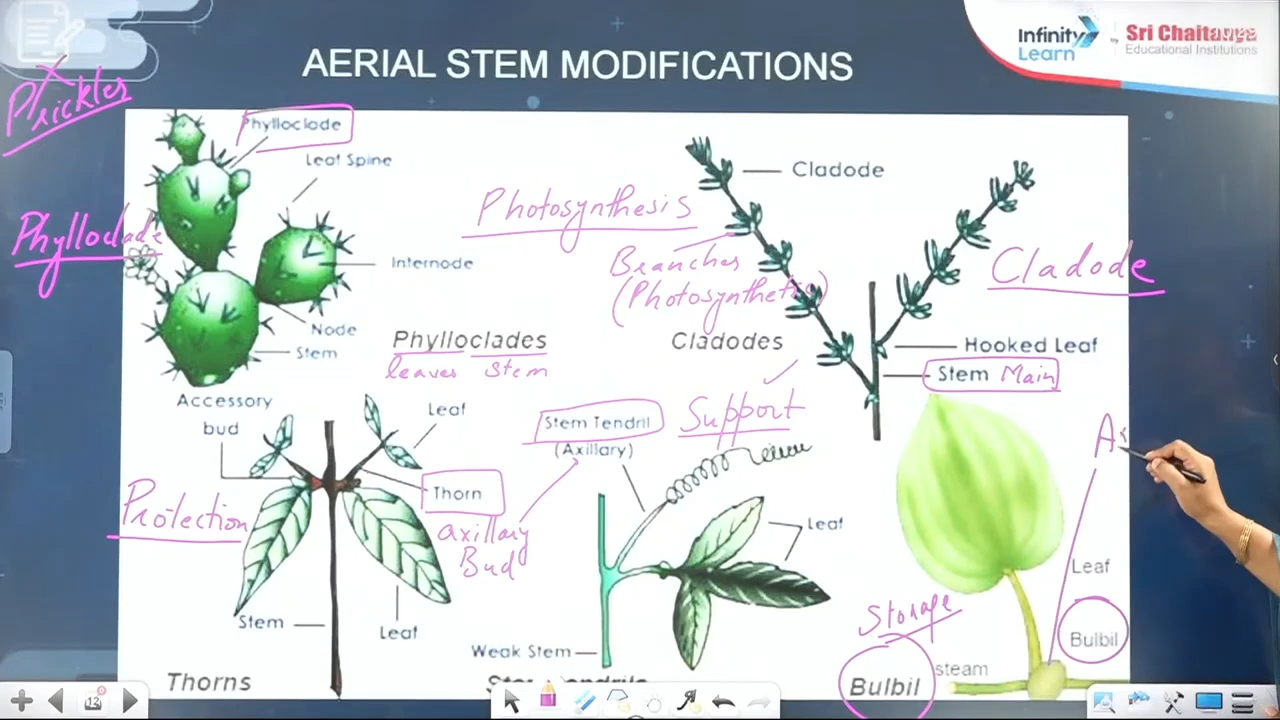 Infinity Learn
by
Sri Chaitanya
Educational Institutions
AERIAL STEM MODIFICATIONS
Prickles
Phylloclade
Leaf Spine
Phylloclade
Internode
Node
Stem
Phylloclades
leaves stem
Photosynthesis
Branches
(Photosynthetic)
Cladode
Cladode
Cladodes
Hooked Leaf
Stem Main
Accessory
bud
Leaf
Thorn
Protection
axillary
Bud
Stem
Leaf
Thorns
Stem Tendril
(Axillary)
Support
Leaf
Weak Stem
Storage
Bulbil
steam
Leaf
Bulbil
12